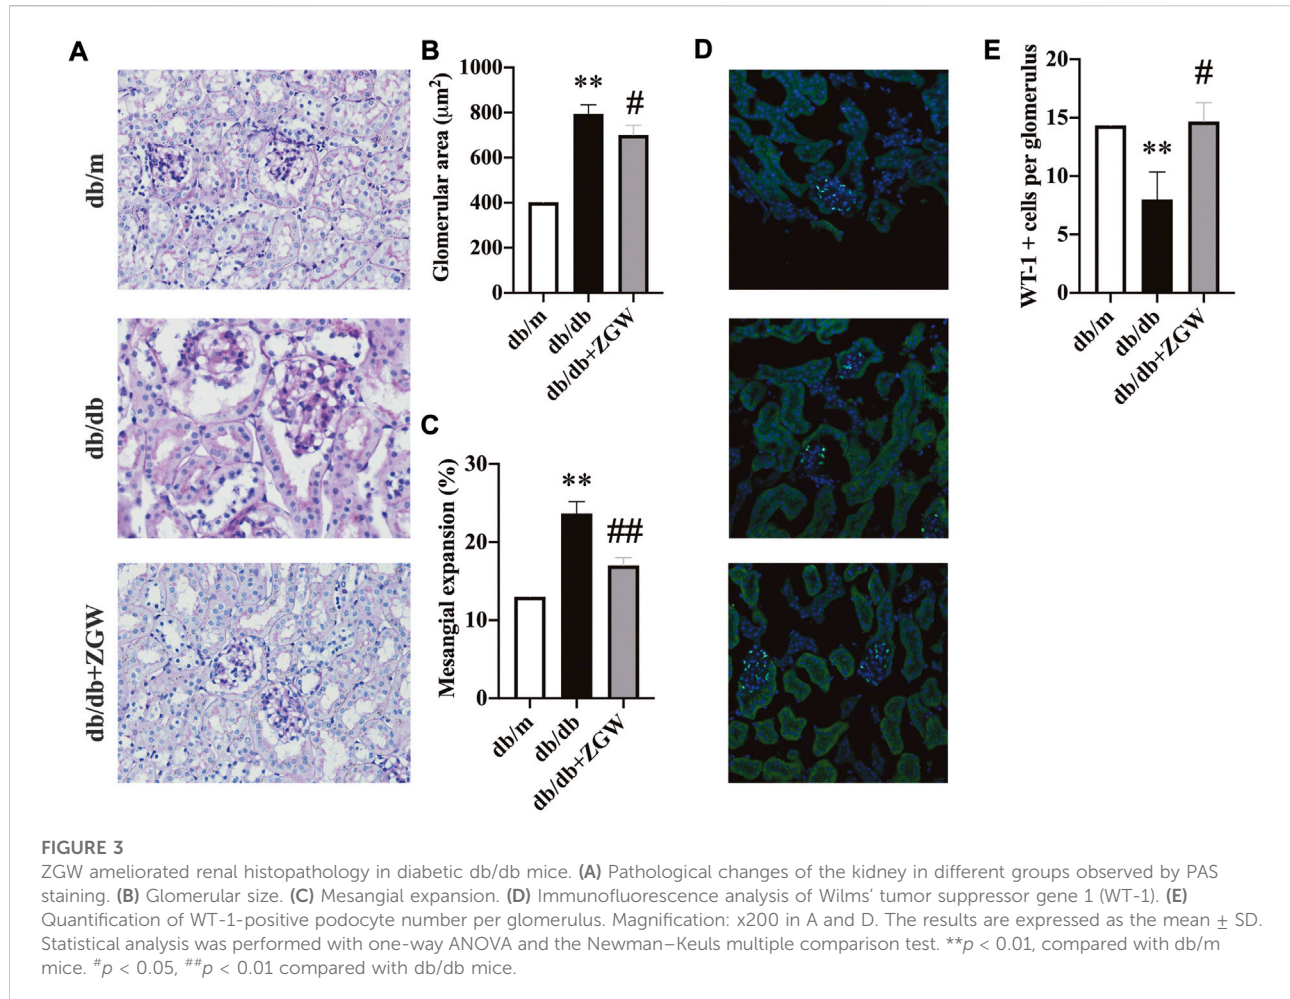 A
db/m
db/db
db/db+ZGW
B
Glomerular area (μm²)
1000
800
600
400
200
0
**
#
db/m
db/db
db/db+ZGW
C
Mesangial expansion (%)
30
20
10
0
**
##
db/m
db/db
db/db+ZGW
D
E
WT-1 + cells per glomerulus
20
15
10
5
0
**
#
db/m
db/db
db/db+ZGW
FIGURE 3
ZGW ameliorated renal histopathology in diabetic db/db mice. (A) Pathological changes of the kidney in different groups observed by PAS
staining. (B) Glomerular size. (C) Mesangial expansion. (D) Immunofluorescence analysis of Wilms’ tumor suppressor gene 1 (WT-1). (E)
Quantification of WT-1-positive podocyte number per glomerulus. Magnification: x200 in A and D. The results are expressed as the mean ± SD.
Statistical analysis was performed with one-way ANOVA and the Newman–Keuls multiple comparison test. **p < 0.01, compared with db/m
mice. #p < 0.05, ##p < 0.01 compared with db/db mice.